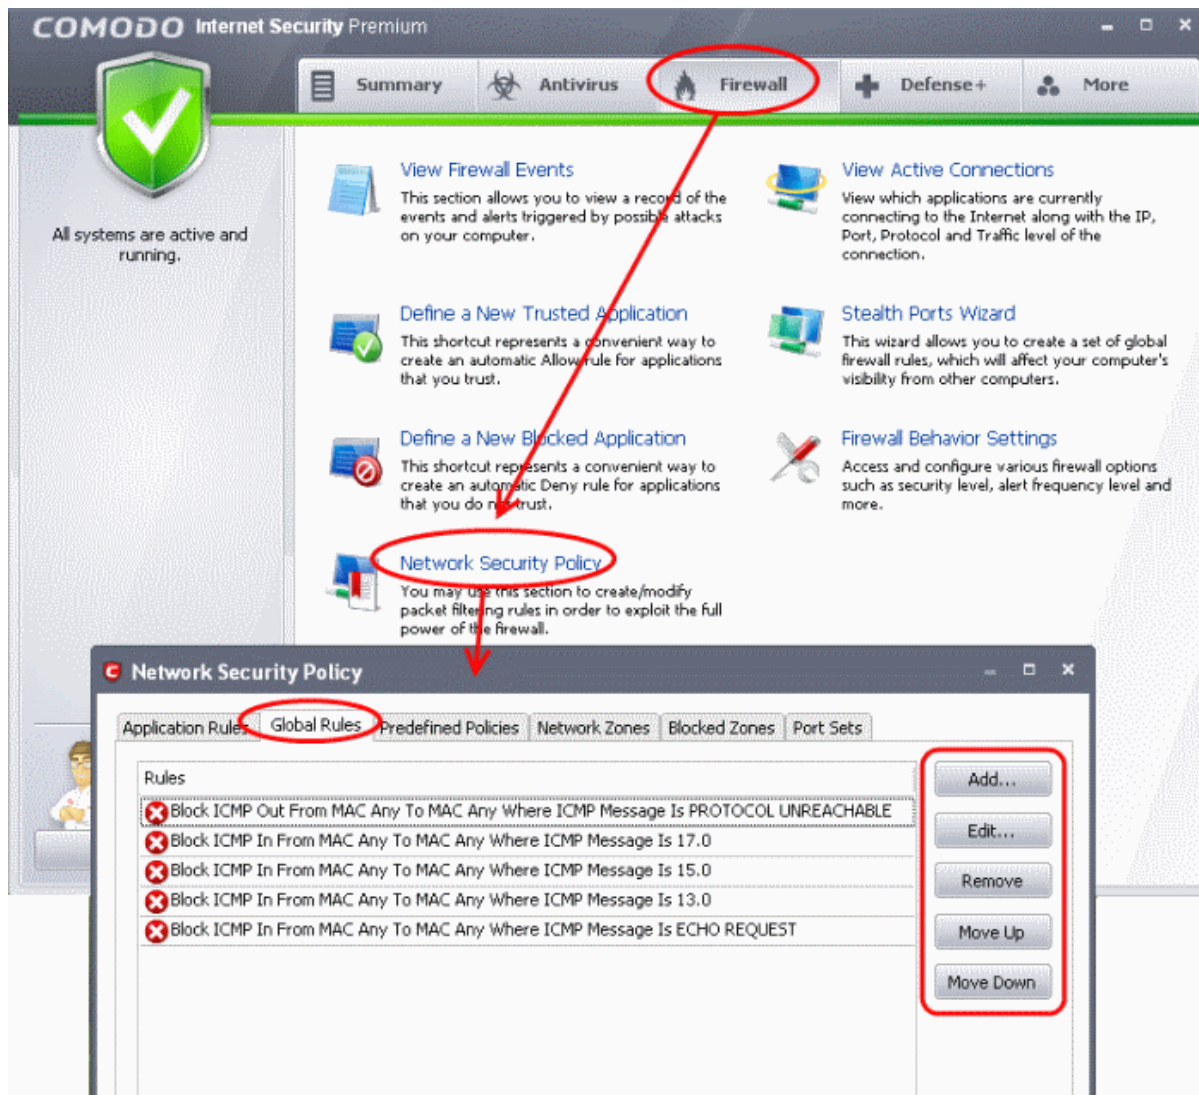 COMODO Internet Security Premium
Summary
Antivirus
Firewall
Defense+
More
All systems are active and
running.
View Firewall Events
This section allows you to view a record of the
events and alerts triggered by possible attacks
on your computer.
View Active Connections
View which applications are currently
connecting to the Internet along with the IP,
Port, Protocol and Traffic level of the
connection.
Define a New Trusted Application
This shortcut represents a convenient way to
create an automatic Allow rule for applications
that you trust.
Stealth Ports Wizard
This wizard allows you to create a set of global
firewall rules, which will affect your computer's
visibility from other computers.
Define a New Blocked Application
This shortcut represents a convenient way to
create an automatic Deny rule for applications
that you do not trust.
Firewall Behavior Settings
Access and configure various firewall options
such as security level, alert frequency level and
more.
Network Security Policy
You may use this section to create/modify
packet filtering rules in order to exploit the full
power of the firewall.
Network Security Policy
Application Rules
Global Rules
Predefined Policies
Network Zones
Blocked Zones
Port Sets
Rules
Block ICMP Out From MAC Any To MAC Any Where ICMP Message Is PROTOCOL UNREACHABLE
Block ICMP In From MAC Any To MAC Any Where ICMP Message Is 17.0
Block ICMP In From MAC Any To MAC Any Where ICMP Message Is 15.0
Block ICMP In From MAC Any To MAC Any Where ICMP Message Is 13.0
Block ICMP In From MAC Any To MAC Any Where ICMP Message Is ECHO REQUEST
Add...
Edit...
Remove
Move Up
Move Down